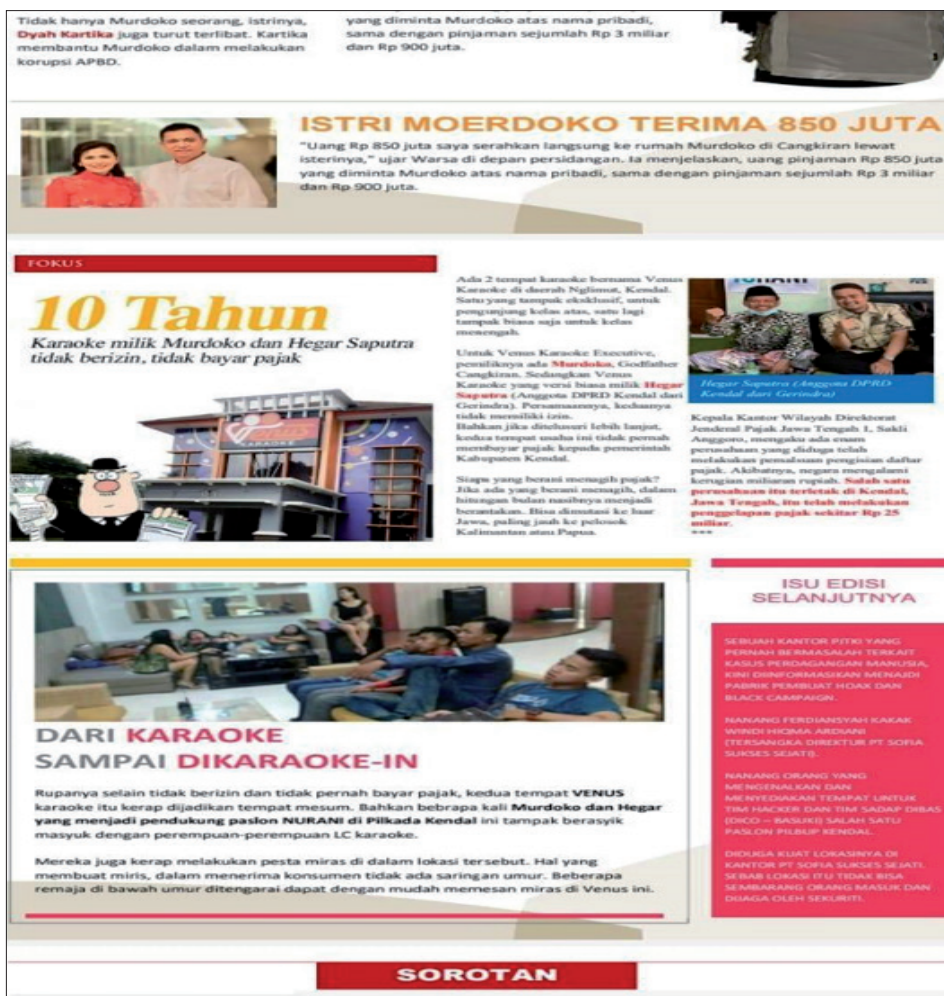 Tidak hanya Murdoko seorang, istrinya,
Dyah Kartika juga turut terlibat. Kartika
membantu Murdoko dalam melakukan
korupsi APBD.
yang diminta Murdoko atas nama pribadi,
sama dengan pinjaman sejumlah Rp 3 miliar
dan Rp 900 juta.
ISTRI MOERDOKO TERIMA 850 JUTA
"Uang Rp 850 juta saya serahkan langsung ke rumah Murdoko di Cangkiran lewat
isterinya," ujar Warsa di depan persidangan. Ia menjelaskan, uang pinjaman Rp 850 juta
yang diminta Murdoko atas nama pribadi, sama dengan pinjaman sejumlah Rp 3 miliar
dan Rp 900 juta.
FOKUS
10 Tahun
Karaoke milik Murdoko dan Hegar Saputra
tidak berizin, tidak bayar pajak
KARAOKE
Ada 2 tempat karaoke bernama Venus
Karaoke di daerah Nglimut, Kendal.
Satu yang tampak eksklusif, untuk
pengunjung kelas atas, satu lagi
tampak biasa saja untuk kelas
menengah.
Untuk Venus Karaoke Executive,
pemiliknya ada Murdoko, Godfather
Cangkiran. Sedangkan Venus
Karaoke yang versi biasa milik Hegar
Saputra (Anggota DPRD Kendal dari
Gerindra). Persamaannya, keduanya
tidak memiliki izin.
Bahkan jika ditelusuri lebih lanjut,
kedua tempat usaha ini tidak pernah
membayar pajak kepada pemerintah
Kabupaten Kendal.
Siapa yang berani menagih pajak?
Jika ada yang berani menagih, dalam
hitungan bulan nasibnya menjadi
berantakan. Bisa dimutasi ke luar
Jawa, paling jauh ke pelosok
Kalimantan atau Papua.
Hegar Saputra (Anggota DPRD
Kendal dari Gerindra)
Kepala Kantor Wilayah Direktorat
Jenderal Pajak Jawa Tengah 1, Sakli
Anggoro, mengaku ada enam
perusahaan yang diduga telah
melakukan pemalsuan pengisian daftar
pajak. Akibatnya, negara mengalami
kerugian miliaran rupiah. Salah satu
perusahaan itu terletak di Kendal,
Jawa Tengah, itu telah melakukan
penggelapan pajak sekitar Rp 25
miliar.
***
DARI KARAOKE
SAMPAI DIKARAOKE-IN
Rupanya selain tidak berizin dan tidak pernah bayar pajak, kedua tempat VENUS
karaoke itu kerap dijadikan tempat mesum. Bahkan bebrapa kali Murdoko dan Hegar
yang menjadi pendukung paslon NURANI di Pilkada Kendal ini tampak berasyik
masyuk dengan perempuan-perempuan LC karaoke.
Mereka juga kerap melakukan pesta miras di dalam lokasi tersebut. Hal yang
membuat miris, dalam menerima konsumen tidak ada saringan umur. Beberapa
remaja di bawah umur ditengarai dapat dengan mudah memesan miras di Venus ini.
ISU EDISI
SELANJUTNYA
SEBUAH KANTOR PJTKI YANG
PERNAH BERMASALAH TERKAIT
KASUS PERDAGANGAN MANUSIA,
KINI DIINFORMASIKAN MENAJDI
PABRIK PEMBUAT HOAX DAN
BLACK CAMPAIGN.
NANANG FERDIANSYAH KAKAK
WINDI HIQMA ARDIANI
(TERSANGKA DIREKTUR PT SOFIA
SUKSES SEJATI).
NANANG ORANG YANG
MENGENALKAN DAN
MENYEDIAKAN TEMPAT UNTUK
TIM HACKER DAN TIM SADAP DIBAS
(DICO – BASUKI) SALAH SATU
PASLON PILBUP KENDAL.
DIDUGA KUAT LOKASINYA DI
KANTOR PT SOFIA SUKSES SEJATI.
SEBAB LOKASI ITU TIDAK BISA
SEMBARANG ORANG MASUK DAN
DIJAGA OLEH SEKURITI.
SOROTAN